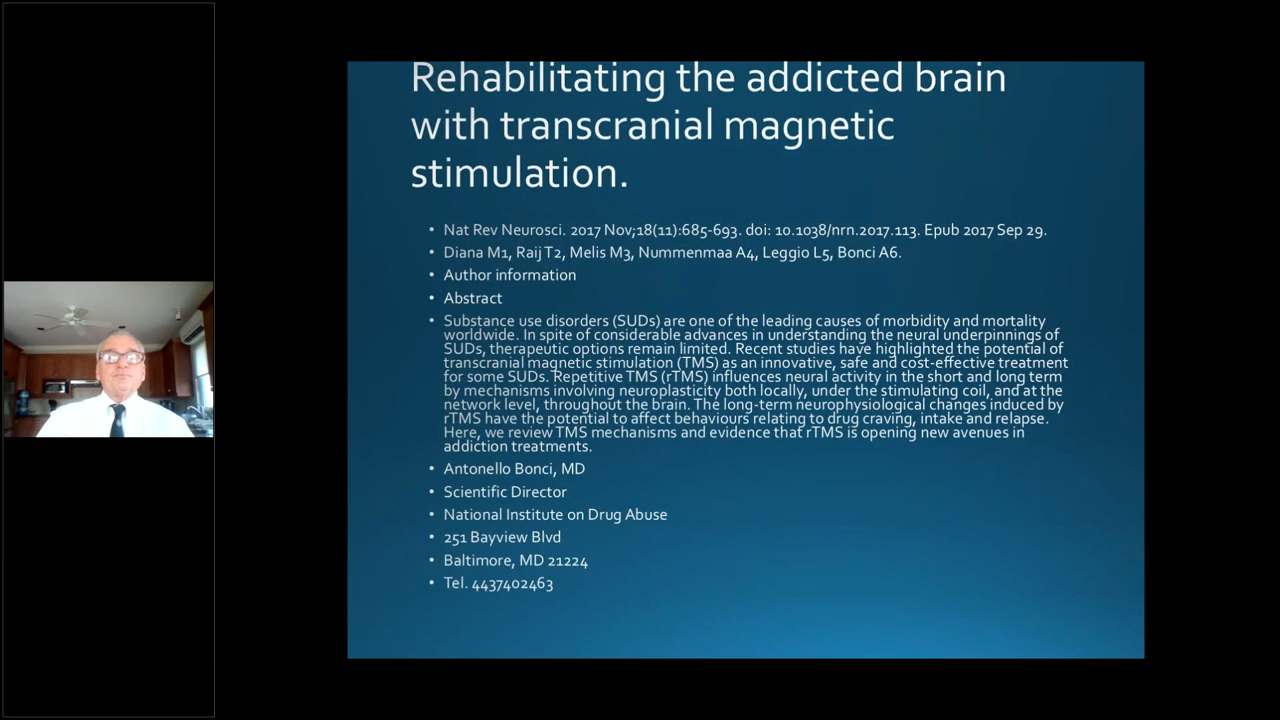 Rehabilitating the addicted brain
with transcranial magnetic
stimulation.
• Nat Rev Neurosci. 2017 Nov;18(11):685-693. doi: 10.1038/nrn.2017.113. Epub 2017 Sep 29.
• Diana M1, Raij T2, Melis M3, Nummenmaa A4, Leggio L5, Bonci A6.
• Author information
• Abstract
• Substance use disorders (SUDs) are one of the leading causes of morbidity and mortality
worldwide. In spite of considerable advances in understanding the neural underpinnings of
SUDs, therapeutic options remain limited. Recent studies have highlighted the potential of
transcranial magnetic stimulation (TMS) as an innovative, safe and cost-effective treatment
for some SUDs. Repetitive TMS (rTMS) influences neural activity in the short and long term
by mechanisms involving neuroplasticity both locally, under the stimulating coil, and at the
network level, throughout the brain. The long-term neurophysiological changes induced by
rTMS have the potential to affect behaviours relating to drug craving, intake and relapse.
Here, we review TMS mechanisms and evidence that rTMS is opening new avenues in
addiction treatments.
• Antonello Bonci, MD
• Scientific Director
• National Institute on Drug Abuse
• 251 Bayview Blvd
• Baltimore, MD 21224
• Tel. 4437402463